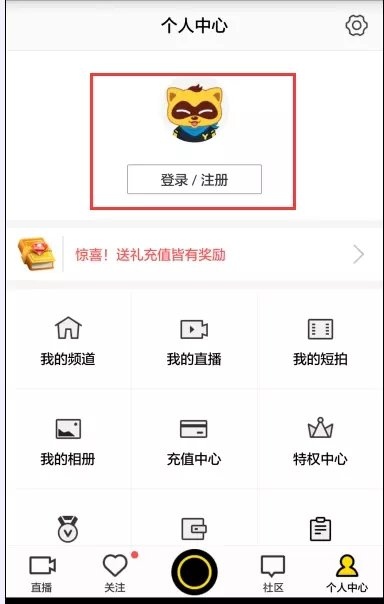 个人中心
登录 / 注册
惊喜！送礼充值皆有奖励
我的频道
我的直播
我的短拍
我的相册
充值中心
特权中心
直播
关注
社区
个人中心